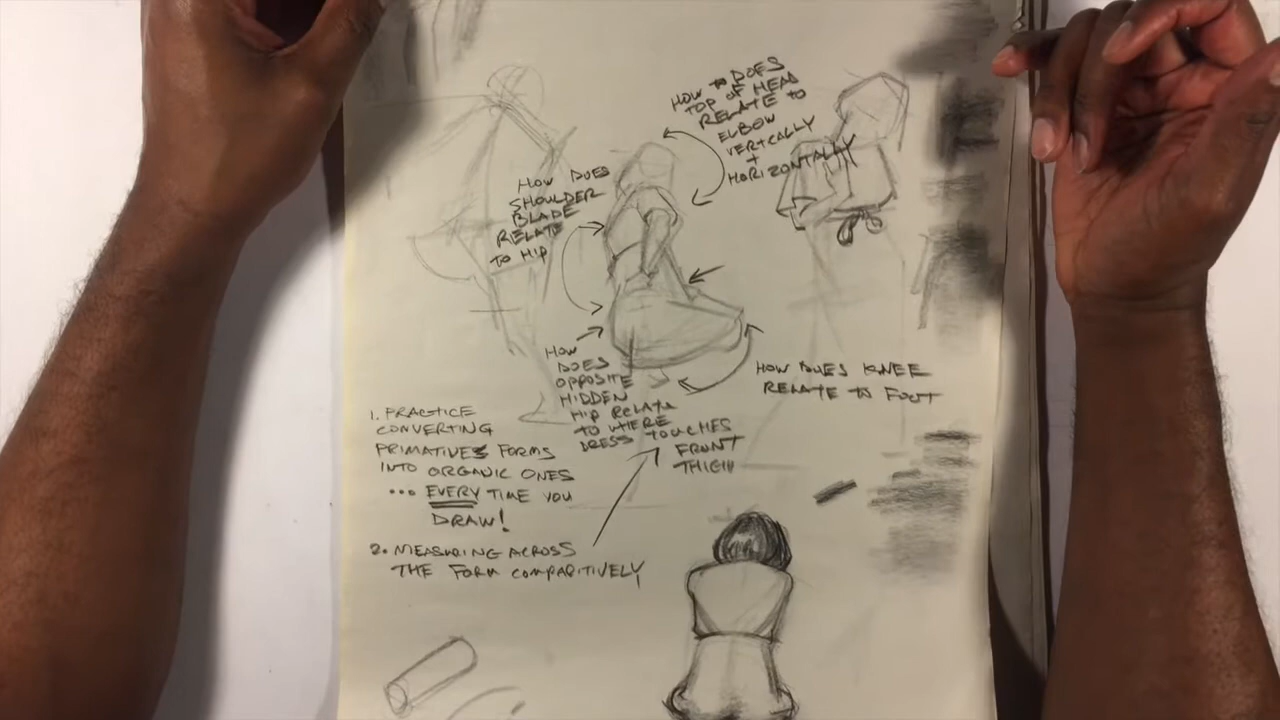 HOW TO DOES
TOP OF HEAD
RELATE TO
ELBOW
VERTICALLY
+
HORIZONTALLY
HOW DOES
SHOULDER
BLADE
RELATE
TO HIP
HOW
DOES
OPPOSITE
HIDDEN
HIP RELATE
TO WHERE
DRESS TOUCHES
FRONT
THIGH
HOW DOES KNEE
RELATE TO FOOT
1. PRACTICE
CONVERTING
PRIMATIVES FORMS
INTO ORGANIC ONES
... EVERY TIME YOU
DRAW!
2. MEASURING ACROSS
THE FORM COMPARITIVELY